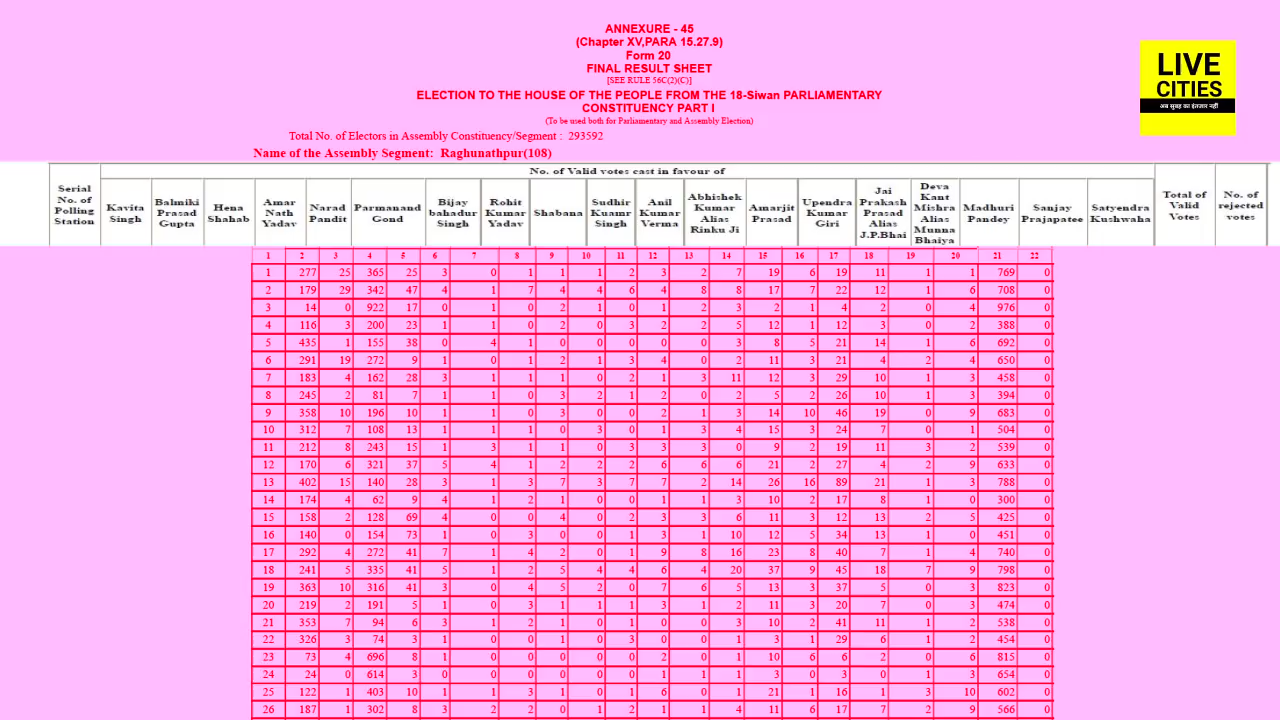 ANNEXURE - 45
(Chapter XV,PARA 15.27.9)
Form 20
FINAL RESULT SHEET
[SEE RULE 56C(2)(C)]
ELECTION TO THE HOUSE OF THE PEOPLE FROM THE 18-Siwan PARLIAMENTARY
CONSTITUENCY PART I
(To be used both for Parliamentary and Assembly Election)
Total No. of Electors in Assembly Constituency/Segment : 293592
Name of the Assembly Segment: Raghunathpur(108)
LIVE
CITIES
अब सुबह का इंतजार नहीं
No. of Valid votes cast in favour of
Serial No. of Polling Station Kavita Singh Balmiki Prasad Gupta Hena Shahab Amar Nath Yadav Narad Pandit Parmanand Gond Bijay bahadur Singh Rohit Kumar Yadav Shabana Sudhir Kuamr Singh Anil Kumar Verma Abhishek Kumar Alias Rinku Ji Amarjit Prasad Upendra Kumar Giri Jai Prakash Prasad Alias J.P.Bhai Deva Kant Mishra Alias Munna Bhaiya Madhuri Pandey Sanjay Prajapatee Satyendra Kushwaha Total of Valid Votes No. of rejected votes
1 2 3 4 5 6 7 8 9 10 11 12 13 14 15 16 17 18 19 20 21 22
1 277 25 365 25 3 0 1 1 1 2 3 2 7 19 6 19 11 1 1 769 0
2 179 29 342 47 4 1 7 4 4 6 4 8 8 17 7 22 12 1 6 708 0
3 14 0 922 17 0 1 0 2 1 0 1 2 3 2 1 4 2 0 4 976 0
4 116 3 200 23 1 1 0 2 0 3 2 2 5 12 1 12 3 0 2 388 0
5 435 1 155 38 0 4 1 0 0 0 0 0 3 8 5 21 14 1 6 692 0
6 291 19 272 9 1 0 1 2 1 3 4 0 2 11 3 21 4 2 4 650 0
7 183 4 162 28 3 1 1 1 0 2 1 3 11 12 3 29 10 1 3 458 0
8 245 2 81 7 1 1 0 3 2 1 2 0 2 5 2 26 10 1 3 394 0
9 358 10 196 10 1 1 0 3 0 0 2 1 3 14 10 46 19 0 9 683 0
10 312 7 108 13 1 1 1 0 3 0 1 3 4 15 3 24 7 0 1 504 0
11 212 8 243 15 1 3 1 1 0 3 3 3 0 9 2 19 11 3 2 539 0
12 170 6 321 37 5 4 1 2 2 2 6 6 6 21 2 27 4 2 9 633 0
13 402 15 140 28 3 1 3 7 3 7 7 2 14 26 16 89 21 1 3 788 0
14 174 4 62 9 4 1 2 1 0 0 1 1 3 10 2 17 8 1 0 300 0
15 158 2 128 69 4 0 0 4 0 2 3 3 6 11 3 12 13 2 5 425 0
16 140 0 154 73 1 0 3 0 0 1 3 1 10 12 5 34 13 1 0 451 0
17 292 4 272 41 7 1 4 2 0 1 9 8 16 23 8 40 7 1 4 740 0
18 241 5 335 41 5 1 2 5 4 4 6 4 20 37 9 45 18 7 9 798 0
19 363 10 316 41 3 0 4 5 2 0 7 6 5 13 3 37 5 0 3 823 0
20 219 2 191 5 1 0 3 1 1 1 3 1 2 11 3 20 7 0 3 474 0
21 353 7 94 6 3 1 2 1 0 1 0 0 3 10 2 41 11 1 2 538 0
22 326 3 74 3 1 0 0 1 0 3 0 0 1 3 1 29 6 1 2 454 0
23 73 4 696 8 1 0 0 0 0 0 2 0 1 10 6 6 2 0 6 815 0
24 24 0 614 3 0 0 0 0 0 0 1 1 1 3 0 3 0 1 3 654 0
25 122 1 403 10 1 1 3 1 0 1 6 0 1 21 1 16 1 3 10 602 0
26 187 1 302 8 3 2 2 0 1 2 1 1 4 11 6 17 7 2 9 566 0